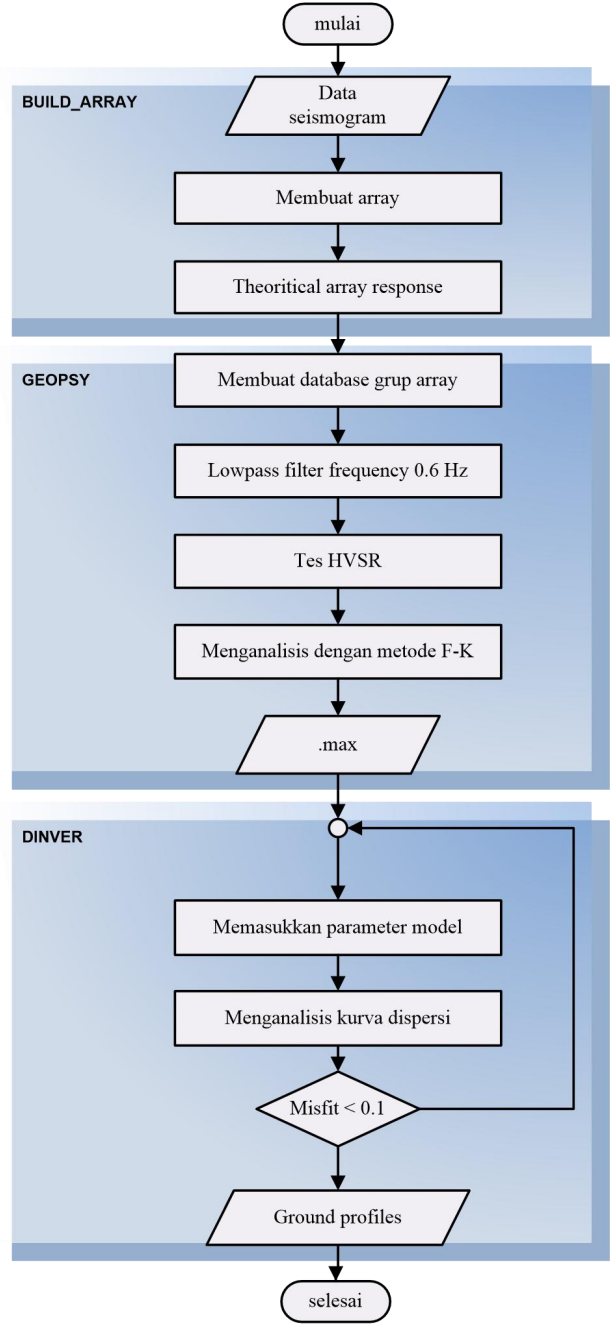 mulai
BUILD_ARRAY
Data
seismogram
Membuat array
Theoritical array response
GEOPSY
Membuat database grup array
Lowpass filter frequency 0.6 Hz
Tes HVSR
Menganalisis dengan metode F-K
.max
DINVER
Memasukkan parameter model
Menganalisis kurva dispersi
Misfit < 0.1
Ground profiles
selesai